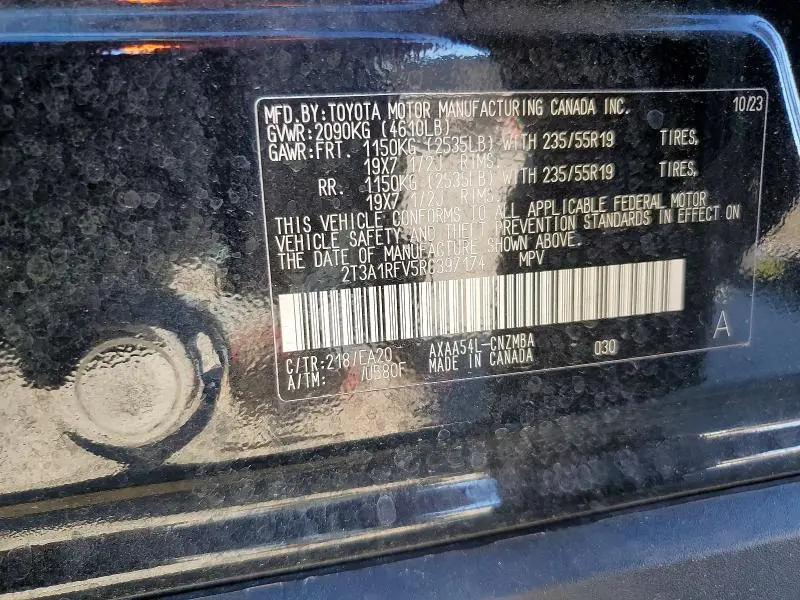 MFD.BY:TOYOTA MOTOR MANUFACTURING CANADA INC. 10/23
GVWR:2090KG (4610LB)
GAWR:FRT. 1150KG (2535LB) WITH 235/55R19 TIRES,
19X7 1/2J RIMS.
RR. 1150KG (2535LB) WITH 235/55R19 TIRES,
19X7 1/2J RIMS.
THIS VEHICLE CONFORMS TO ALL APPLICABLE FEDERAL MOTOR
VEHICLE SAFETY AND THEFT PREVENTION STANDARDS IN EFFECT ON
THE DATE OF MANUFACTURE SHOWN ABOVE.
2T3A1RFV5RC397174 MPV
C/TR:218/EA20 AXAA54L-CNZMBA 030 A
A/TM: /U580F MADE IN CANADA